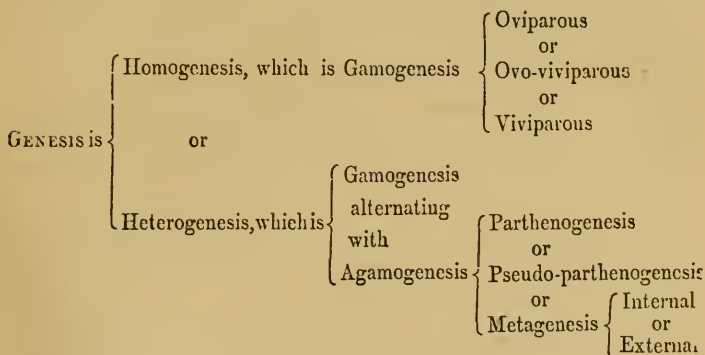 Oviparous
or
Homogenesis, which is Gamogenesis
Ovo-viviparous
or
Viviparous
GENESIS is
or
Gamogenesis
alternating
Heterogenesis, which is
with
Parthenogenesis
or
Agamogenesis
Pseudo-parthenogenesis
or
Internal
Metagenesis
or
External